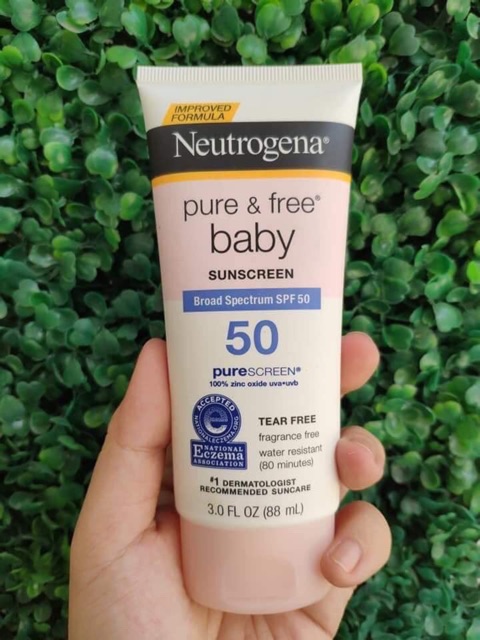 IMPROVED
FORMULA
Neutrogena®
pure & free®
baby
SUNSCREEN
Broad Spectrum SPF 50
50
pureSCREEN®
100% zinc oxide uva•uvb
ACCEPTED
NATIONALECZEMA.ORG
e
NATIONAL
Eczema
ASSOCIATION
TEAR FREE
fragrance free
water resistant
(80 minutes)
#1 DERMATOLOGIST
RECOMMENDED SUNCARE
3.0 FL OZ (88 mL)